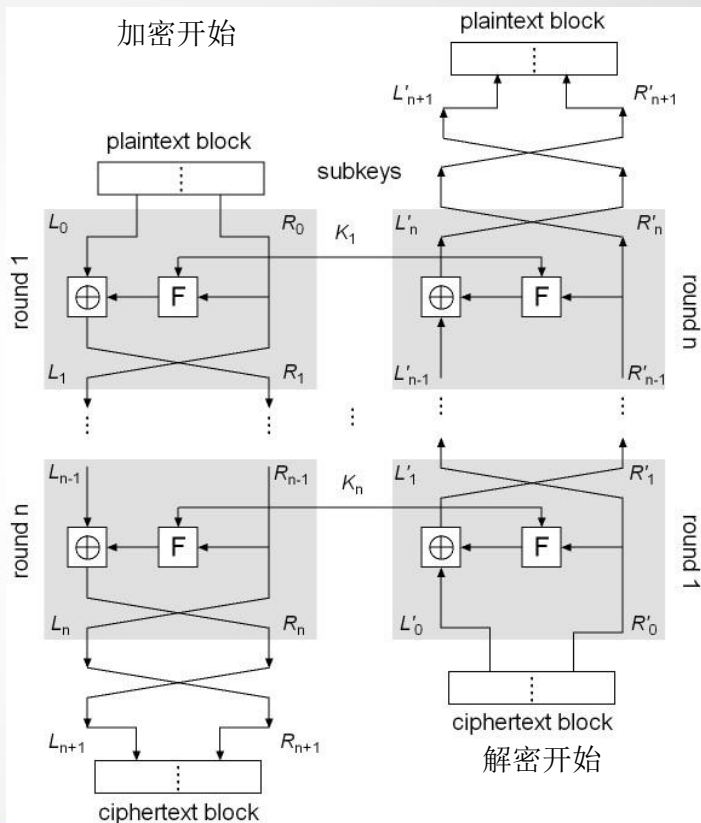 加密开始
plaintext block
L0
R0
round 1
F
L1
R1
Ln-1
Rn-1
round n
F
Ln
Rn
Ln+1
Rn+1
ciphertext block
subkeys
K1
Kn
plaintext block
L'n+1
R'n+1
L'n
R'n
F
round n
L'n-1
R'n-1
L'1
R'1
F
round 1
L'0
R'0
ciphertext block
解密开始